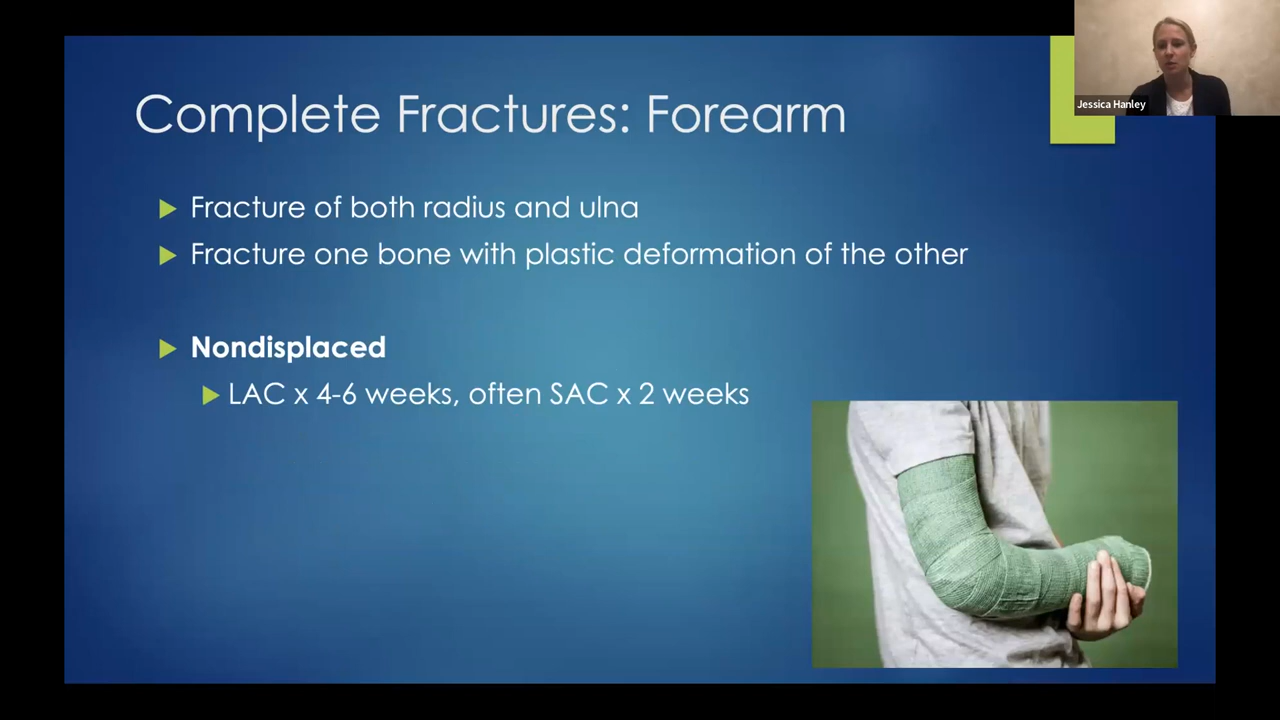 Jessica Hanley
Complete Fractures: Forearm
Fracture of both radius and ulna
Fracture one bone with plastic deformation of the other
Nondisplaced
LAC x 4-6 weeks, often SAC x 2 weeks